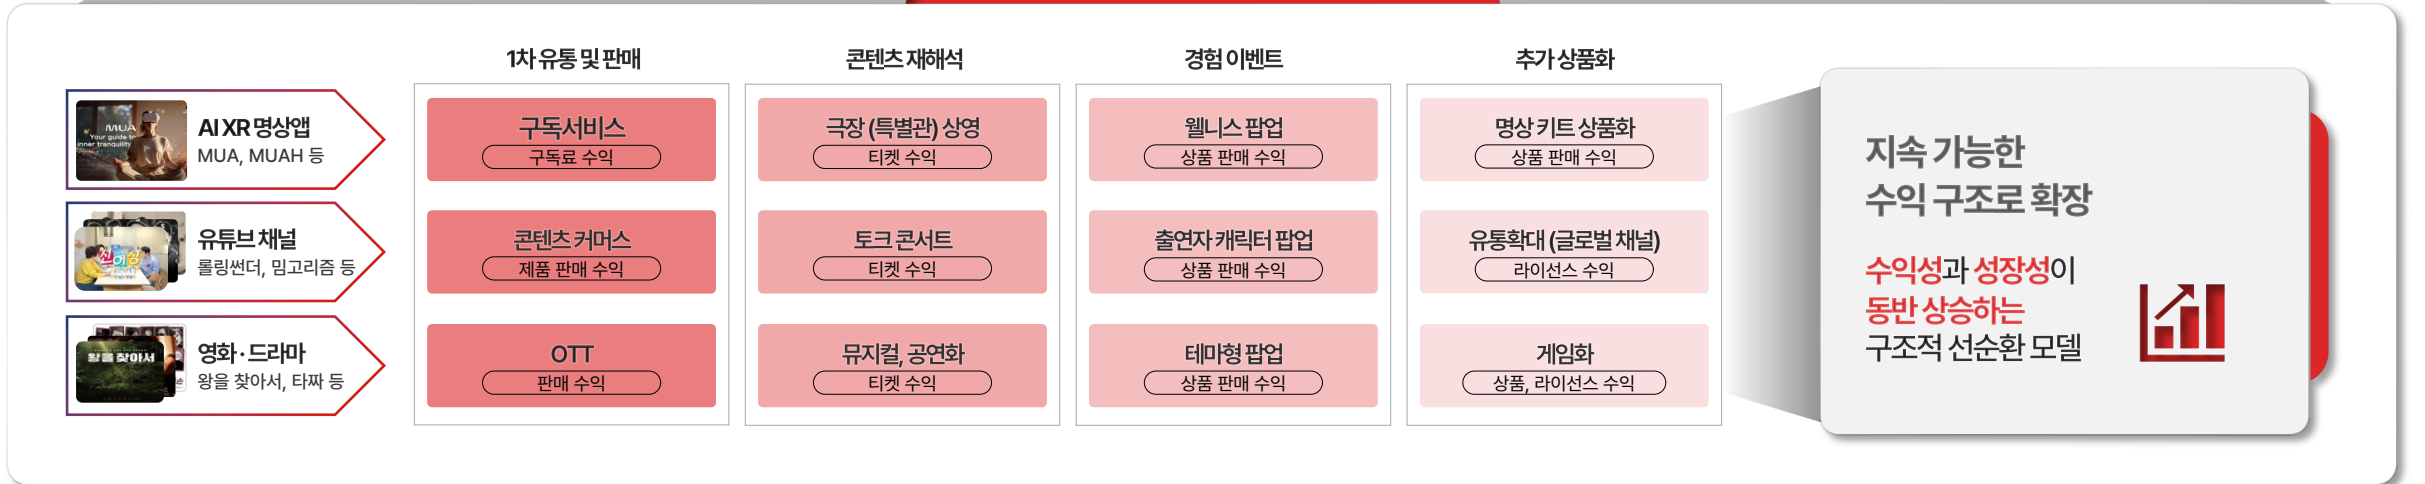 1차 유통 및 판매
콘텐츠 재해석
경험 이벤트
추가 상품화
MUA
Your guide to
inner tranquility
AI XR 명상앱
MUA, MUAH 등
구독서비스
구독료 수익
극장 (특별관) 상영
티켓 수익
웰니스 팝업
상품 판매 수익
명상 키트 상품화
상품 판매 수익
유튜브 채널
롤링썬더, 밈고리즘 등
콘텐츠 커머스
제품 판매 수익
토크 콘서트
티켓 수익
출연자 캐릭터 팝업
상품 판매 수익
유통확대 (글로벌 채널)
라이선스 수익
왕을 찾아서
영화·드라마
왕을 찾아서, 타짜 등
OTT
판매 수익
뮤지컬, 공연화
티켓 수익
테마형 팝업
상품 판매 수익
게임화
상품, 라이선스 수익
지속 가능한
수익 구조로 확장
수익성과 성장성이
동반 상승하는
구조적 선순환 모델